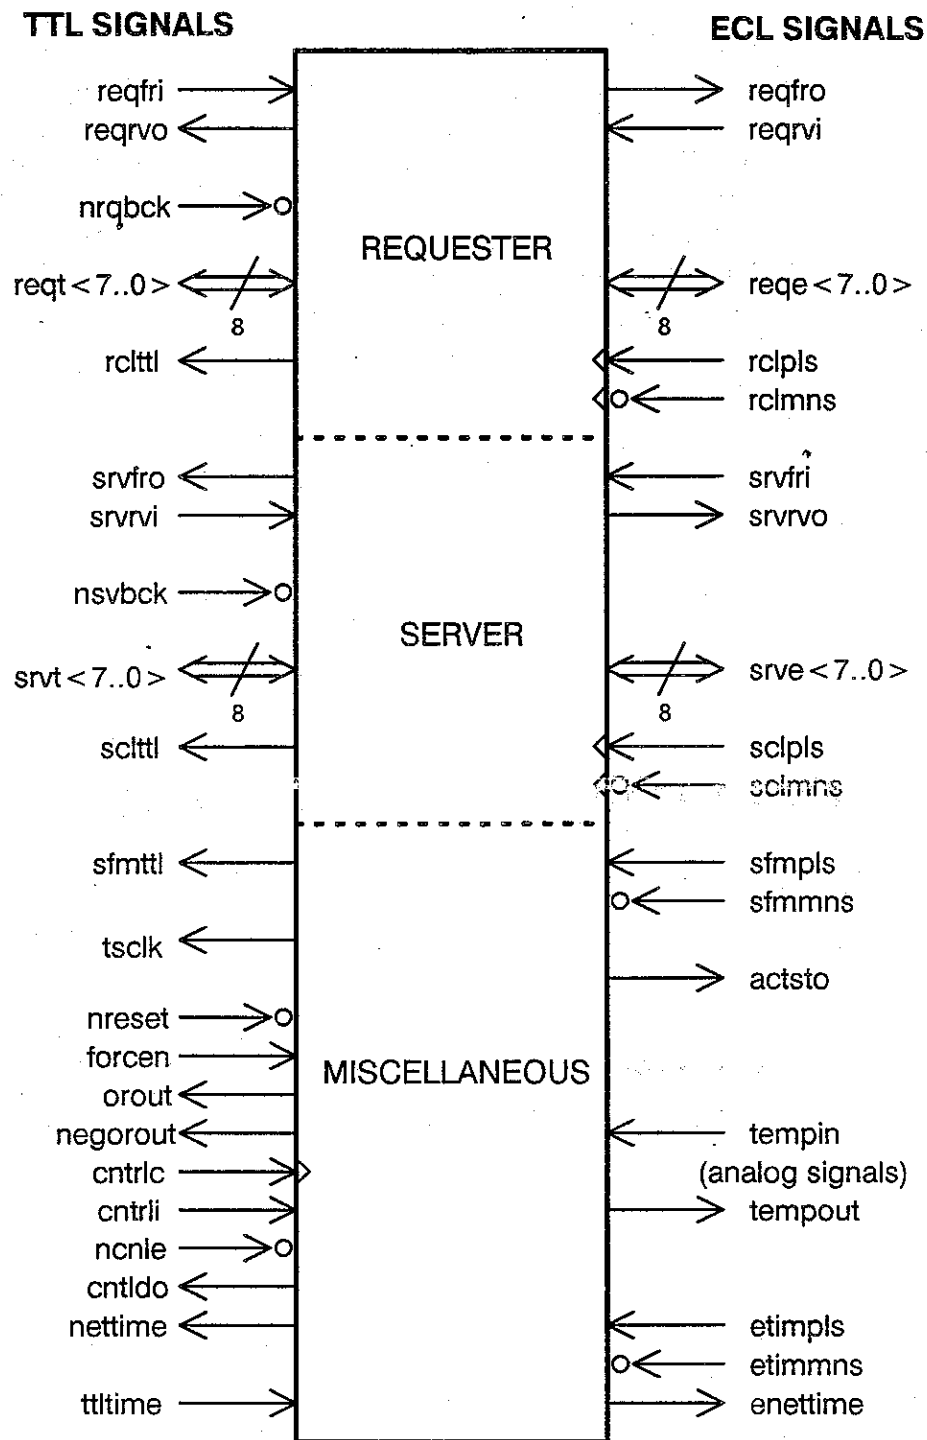 TTL SIGNALS
ECL SIGNALS
reqfri
reqfro
reqrvo
reqrvi
nrqbck
REQUESTER
reqt<7..0>
8
8
reqe<7..0>
rclttl
rclpls
rclmns
srvfro
srvfri
srvrvi
srvrvo
nsvbck
SERVER
srvt<7..0>
8
8
srve<7..0>
sclttl
sclpls
sclmns
sfmttl
sfmpls
sfmmns
tsclk
actsto
nreset
forcen
MISCELLANEOUS
orout
negorout
tempin
cntrlc
(analog signals)
cntrli
tempout
ncnle
cntldo
nettime
etimpls
etimmns
ttltime
enettime